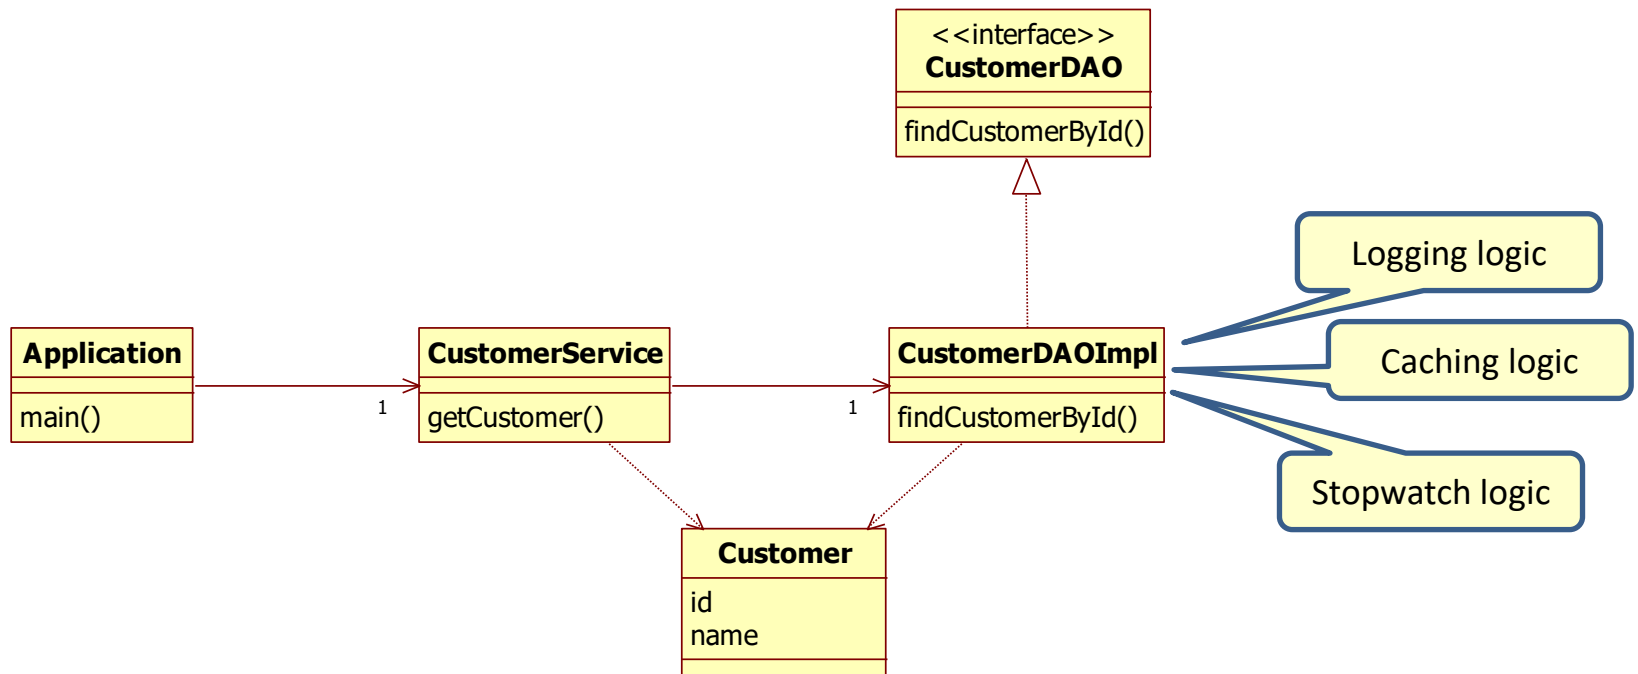 <<interface>>
CustomerDAO
findCustomerById()
Logging logic
Application
main()
1
CustomerService
getCustomer()
1
CustomerDAOImpl
findCustomerById()
Caching logic
Stopwatch logic
Customer
id
name